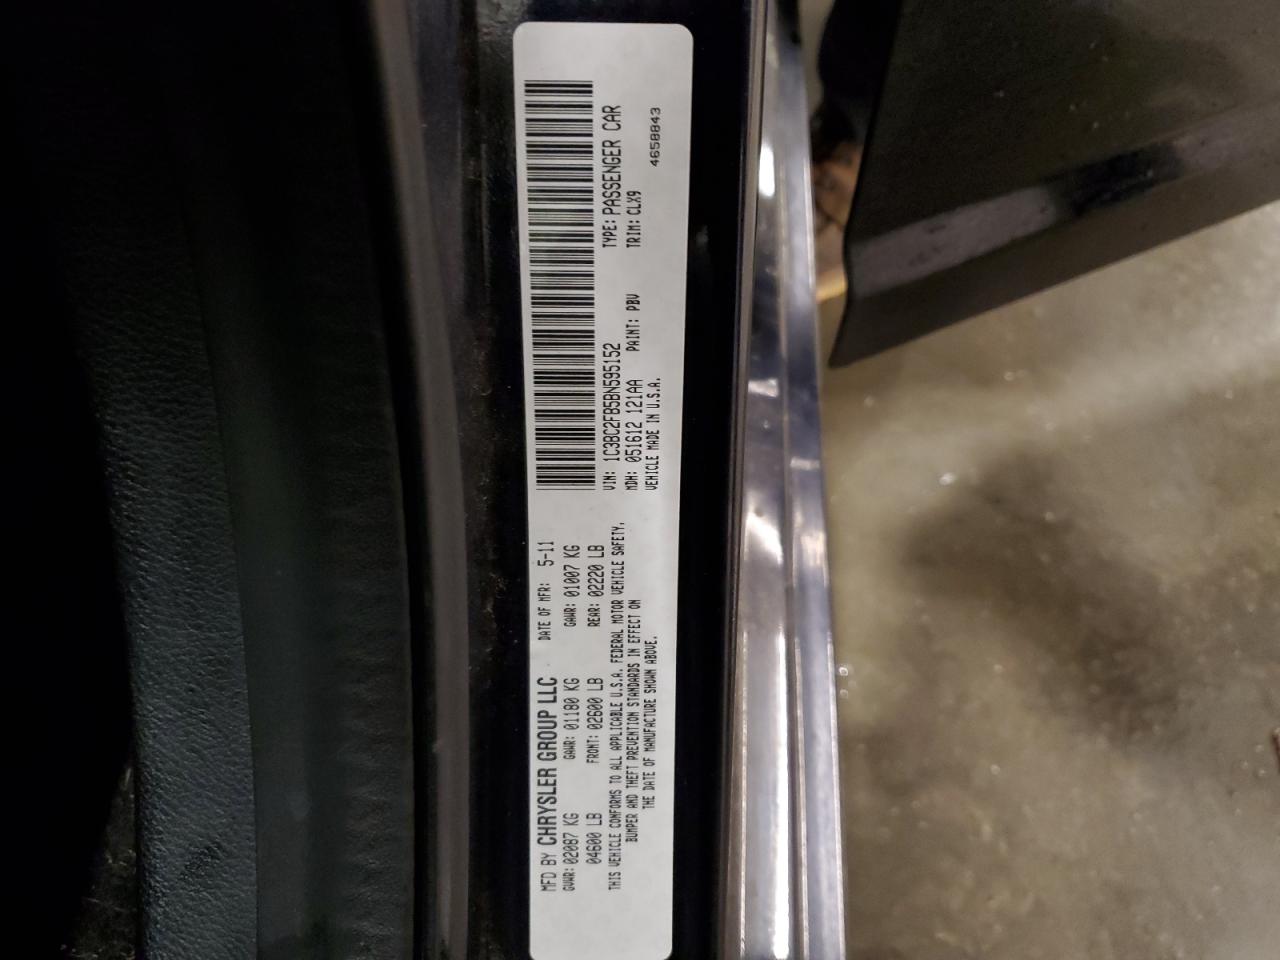 MFD BY CHRYSLER GROUP LLC DATE OF MFR: 5-11
GVWR: 02087 KG GAWR: 01180 KG GAWR: 01007 KG
04600 LB FRONT: 02600 LB REAR: 02220 LB
THIS VEHICLE CONFORMS TO ALL APPLICABLE U.S.A. FEDERAL MOTOR VEHICLE SAFETY,
BUMPER AND THEFT PREVENTION STANDARDS IN EFFECT ON
THE DATE OF MANUFACTURE SHOWN ABOVE.
VIN: 1C3BC2FB5BN595152 TYPE: PASSENGER CAR
MDH: 051612 121AA PAINT: PBV TRIM: CLX9
VEHICLE MADE IN U.S.A. 4658843